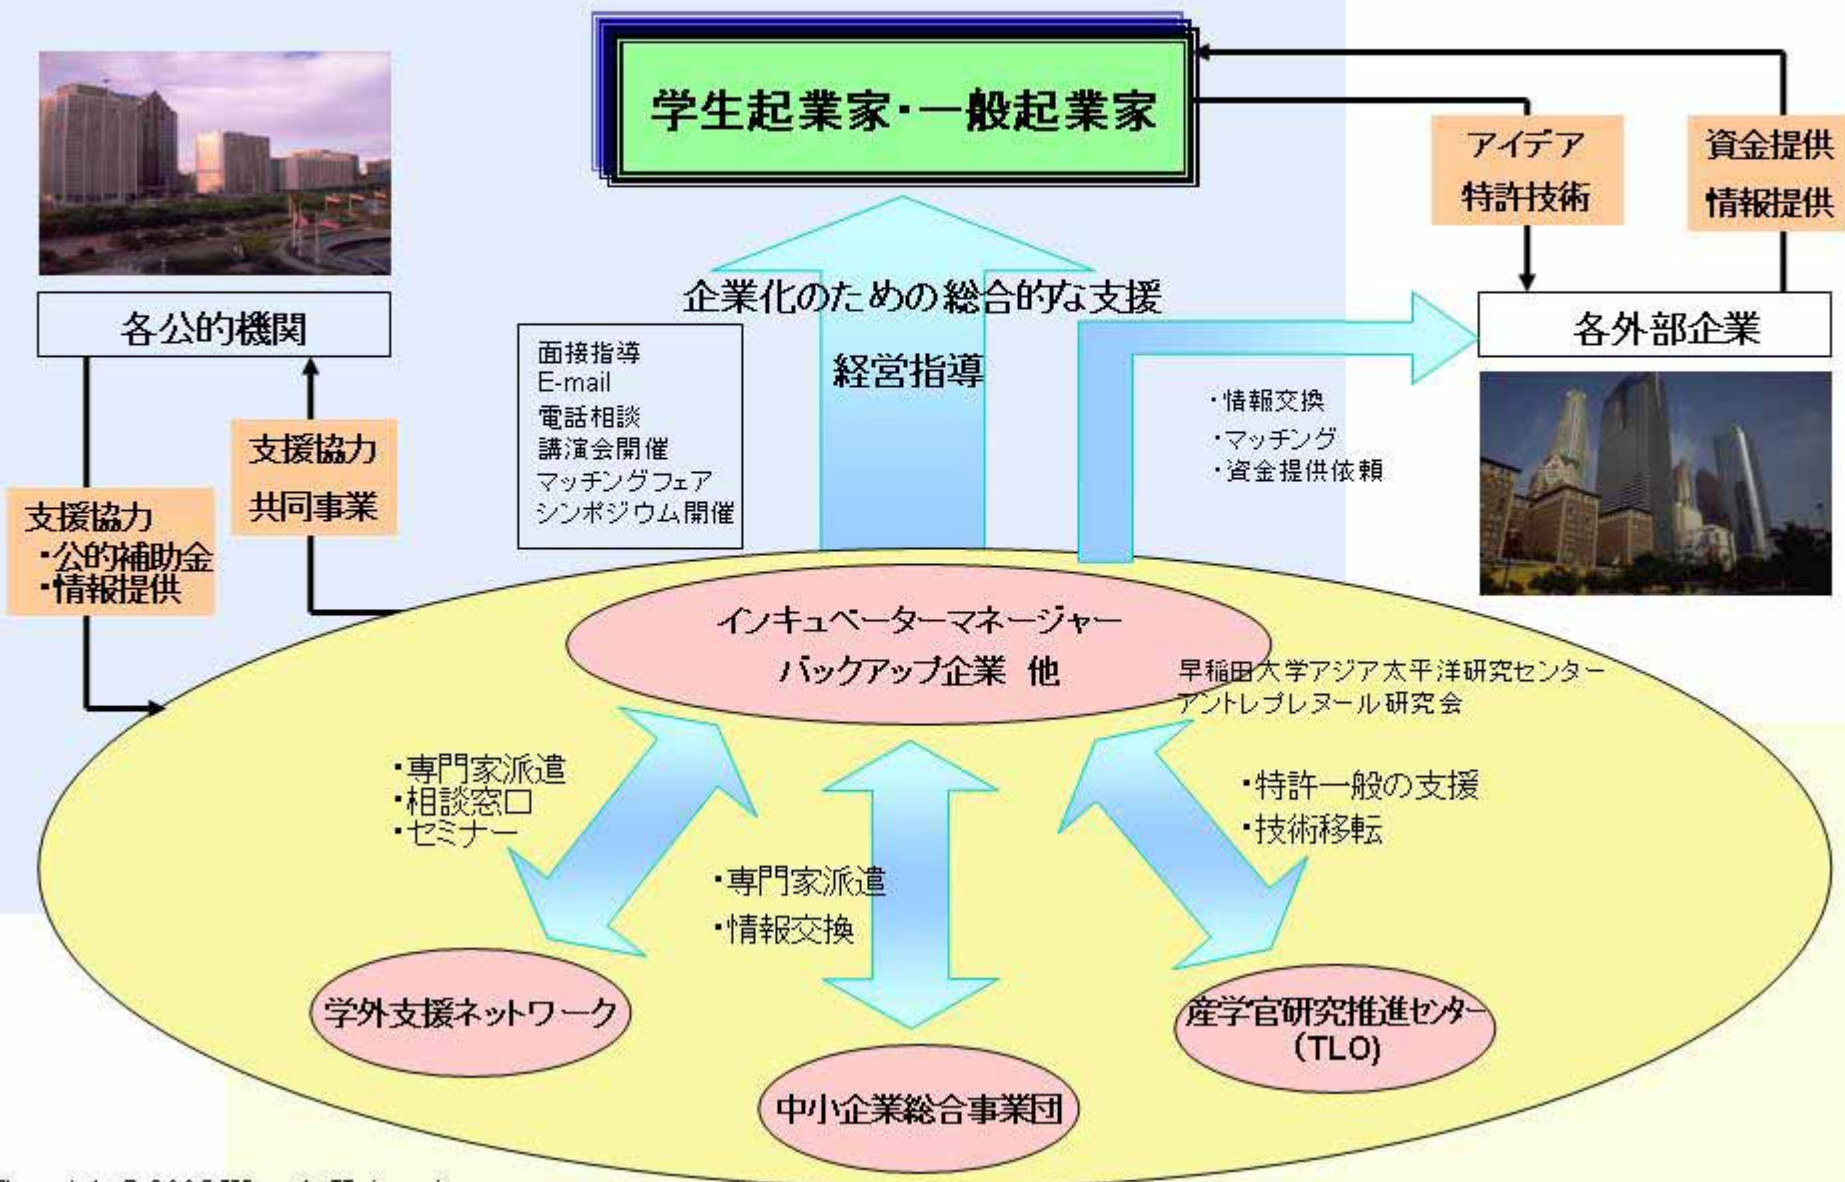 学生起業家・一般起業家
アイデア
特許技術
資金提供
情報提供
各公的機関
企業化のための総合的な支援
経営指導
各外部企業
面接指導
E-mail
電話相談
講演会開催
マッチングフェア
シンポジウム開催
・情報交換
・マッチング
・資金提供依頼
支援協力
共同事業
支援協力
・公的補助金
・情報提供
インキュベーターマネージャー
バックアップ企業 他
早稲田大学アジア太平洋研究センター
アントレプレヌール研究会
・専門家派遣
・相談窓口
・セミナー
・専門家派遣
・情報交換
・特許一般の支援
・技術移転
学外支援ネットワーク
産学官研究推進センター
(TLO)
中小企業総合事業団